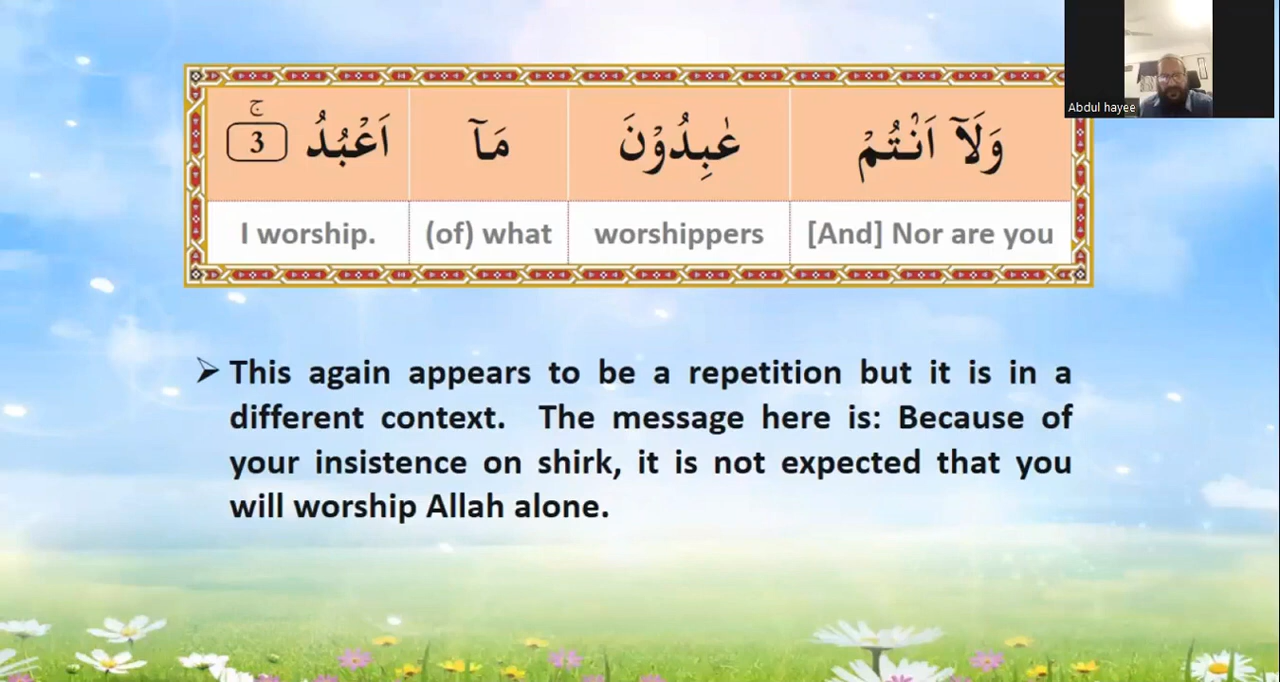 Abdul hayee
وَلَآ اَنْتُمْ عٰبِدُوْنَ مَآ اَعْبُدُ ۚ 3
[And] Nor are you worshippers (of) what I worship.
➢ This again appears to be a repetition but it is in a
different context. The message here is: Because of
your insistence on shirk, it is not expected that you
will worship Allah alone.